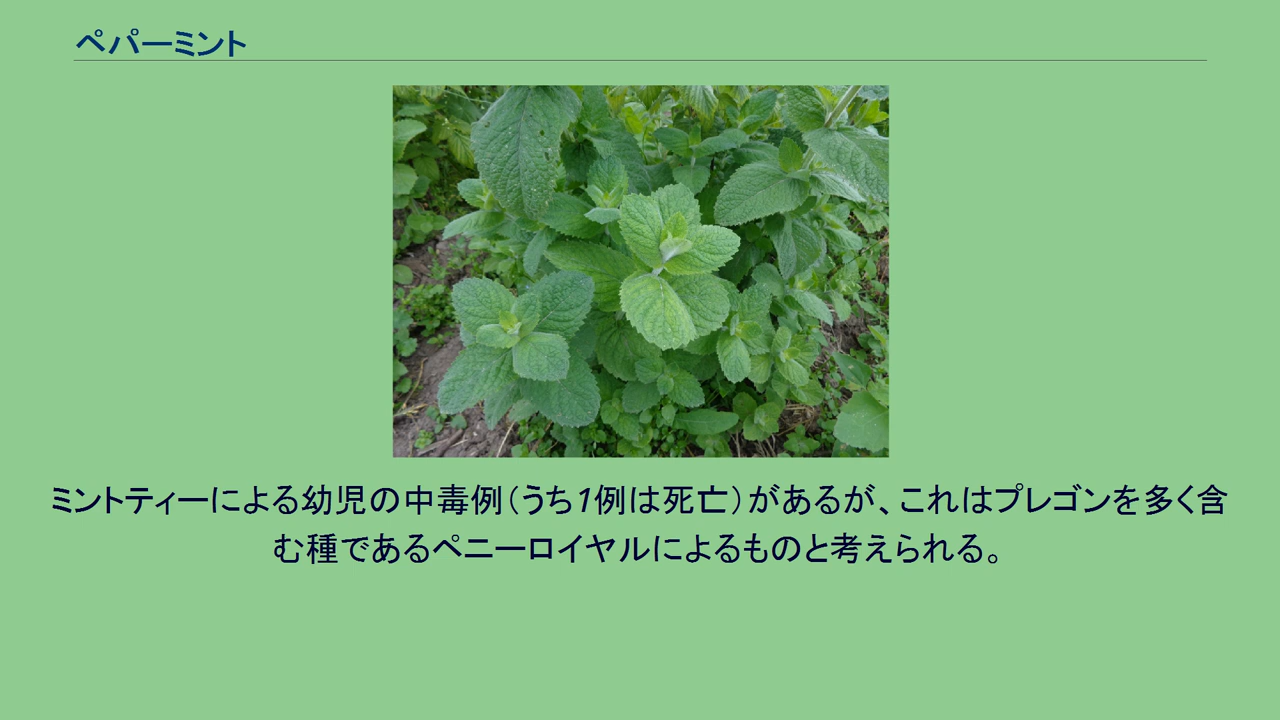 ペパーミント
ミントティーによる幼児の中毒例(うち1例は死亡)があるが、これはプレゴンを多く含
む種であるペニーロイヤルによるものと考えられる。